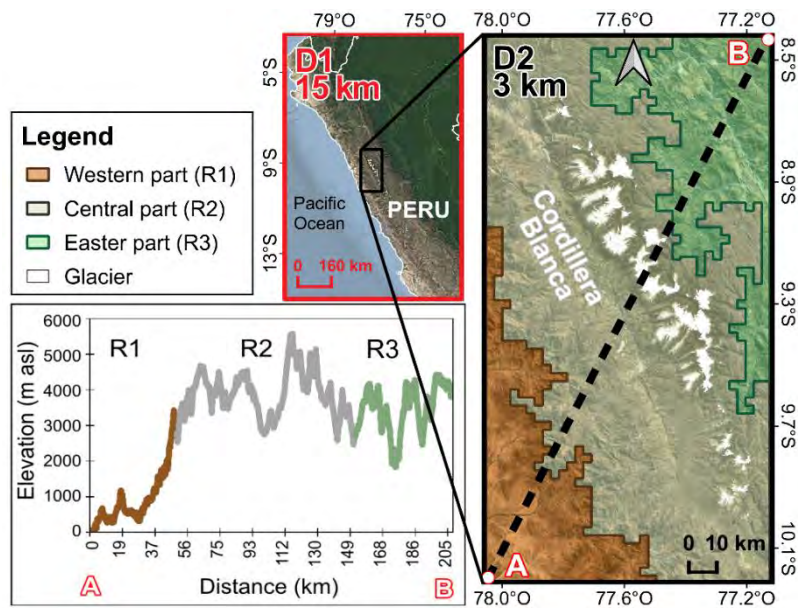 79°W 75°W
D1
15 km
5°S
9°S
13°S
Pacific
Ocean
PERU
0 160 km
Legend
Western part (R1)
Central part (R2)
Easter part (R3)
Glacier
78.0°W 77.6°W 77.2°W
D2
3 km
B
Cordillera
Blanca
8.5°S
8.9°S
9.3°S
9.7°S
10.1°S
0 10 km
A
78.0°W 77.6°W 77.2°W
Elevation (m asl)
6000
5000
4000
3000
2000
1000
0
R1 R2 R3
0 19 37 56 75 93 112 130 149 168 186 205
A Distance (km) B